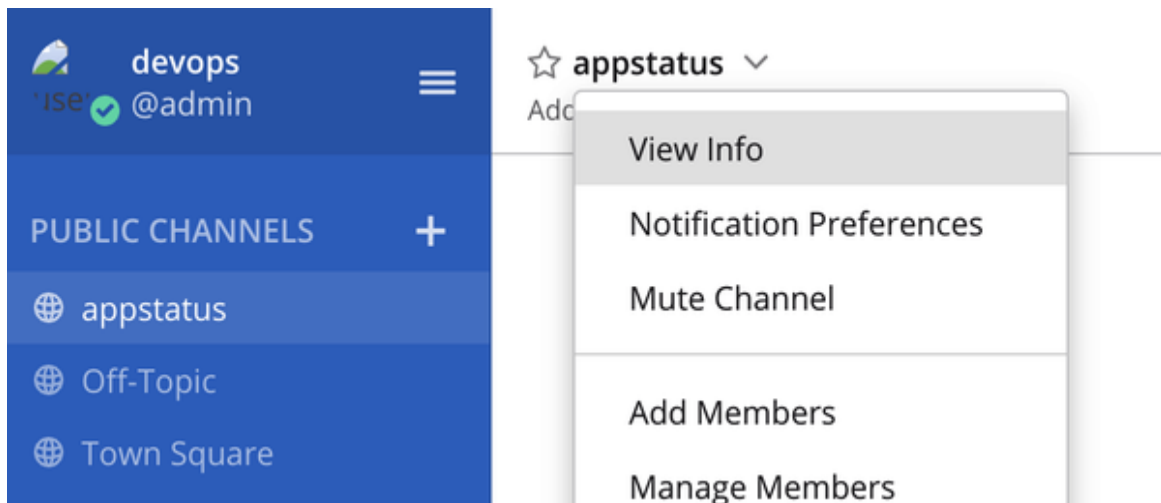 devops
@admin
PUBLIC CHANNELS +
appstatus
Off-Topic
Town Square
appstatus
Add
View Info
Notification Preferences
Mute Channel
Add Members
Manage Members